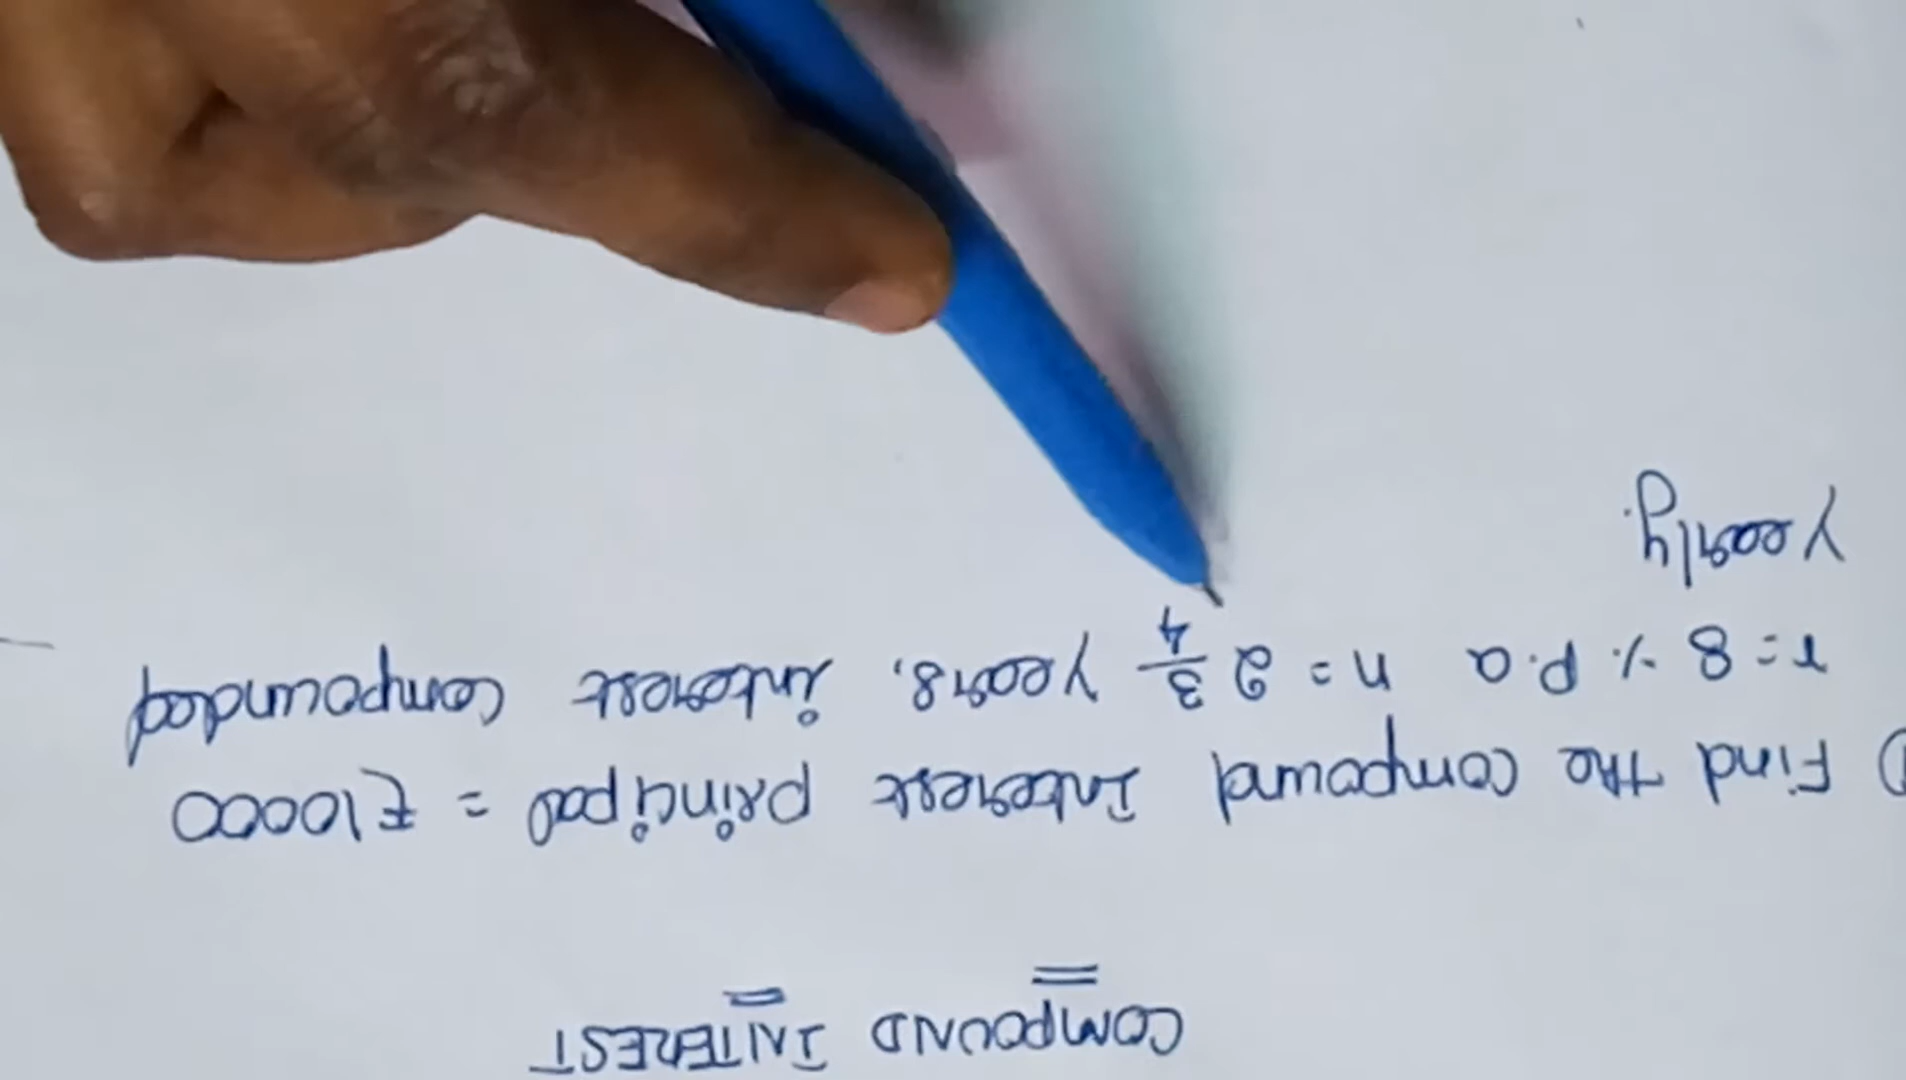 COMPOUND INTEREST
① Find the compound Interest principal = ₹10000
r = 8 % P.a n = 2 3/4 years, interest compounded
yearly.